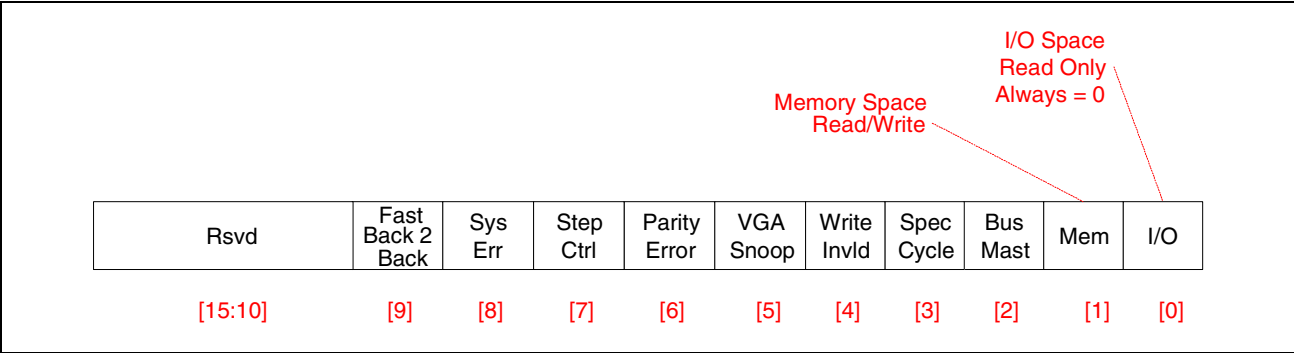 I/O Space
Read Only
Always = 0
Memory Space
Read/Write
Rsvd
Fast
Back 2
Back
Sys
Err
Step
Ctrl
Parity
Error
VGA
Snoop
Write
Invld
Spec
Cycle
Bus
Mast
Mem
I/O
[15:10] [9] [8] [7] [6] [5] [4] [3] [2] [1] [0]